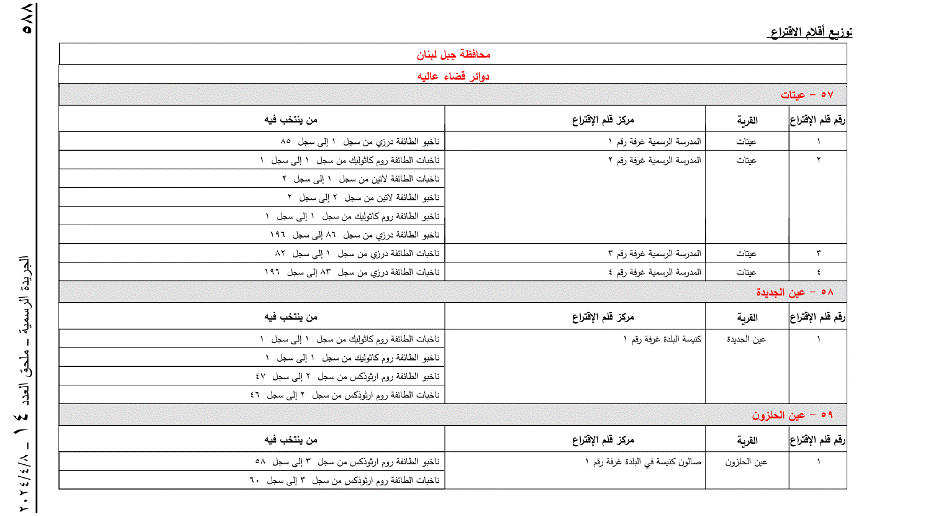 ٥٨٨
توزيع أقلام الاقتراع
محافظة جبل لبنان
دوائر قضاء عاليه
٥٧ - عيتات
رقم قلم الإقتراع القرية مركز قلم الإقتراع من ينتخب فيه
١ عيتات المدرسة الرسمية غرفة رقم ١ ناخبو الطائفة درزي من سجل ١ إلى سجل ٨٥
٢ عيتات المدرسة الرسمية غرفة رقم ٢ ناخبات الطائفة روم كاثوليك من سجل ١ إلى سجل ١
ناخبات الطائفة لاتين من سجل ١ إلى سجل ٢
ناخبو الطائفة لاتين من سجل ٢ إلى سجل ٢
ناخبو الطائفة روم كاثوليك من سجل ١ إلى سجل ١
ناخبو الطائفة درزي من سجل ٨٦ إلى سجل ١٩٦
٣ عيتات المدرسة الرسمية غرفة رقم ٣ ناخبات الطائفة درزي من سجل ١ إلى سجل ٨٢
٤ عيتات المدرسة الرسمية غرفة رقم ٤ ناخبات الطائفة درزي من سجل ٨٣ إلى سجل ١٩٦
٥٨ - عين الجديدة
رقم قلم الإقتراع القرية مركز قلم الإقتراع من ينتخب فيه
١ عين الجديدة كنيسة البلدة غرفة رقم ١ ناخبات الطائفة روم كاثوليك من سجل ١ إلى سجل ١
ناخبو الطائفة روم كاثوليك من سجل ١ إلى سجل ١
ناخبو الطائفة روم ارثوذكس من سجل ٢ إلى سجل ٤٧
ناخبات الطائفة روم ارثوذكس من سجل ٢ إلى سجل ٤٦
٥٩ - عين الحلزون
رقم قلم الإقتراع القرية مركز قلم الإقتراع من ينتخب فيه
١ عين الحلزون صالون كنيسة في البلدة غرفة رقم ١ ناخبو الطائفة روم ارثوذكس من سجل ٣ إلى سجل ٥٨
ناخبات الطائفة روم ارثوذكس من سجل ٣ إلى سجل ٦٠
الجريدة الرسمية - ملحق العدد ١٤ - ٢٠٢٤/٤/٨